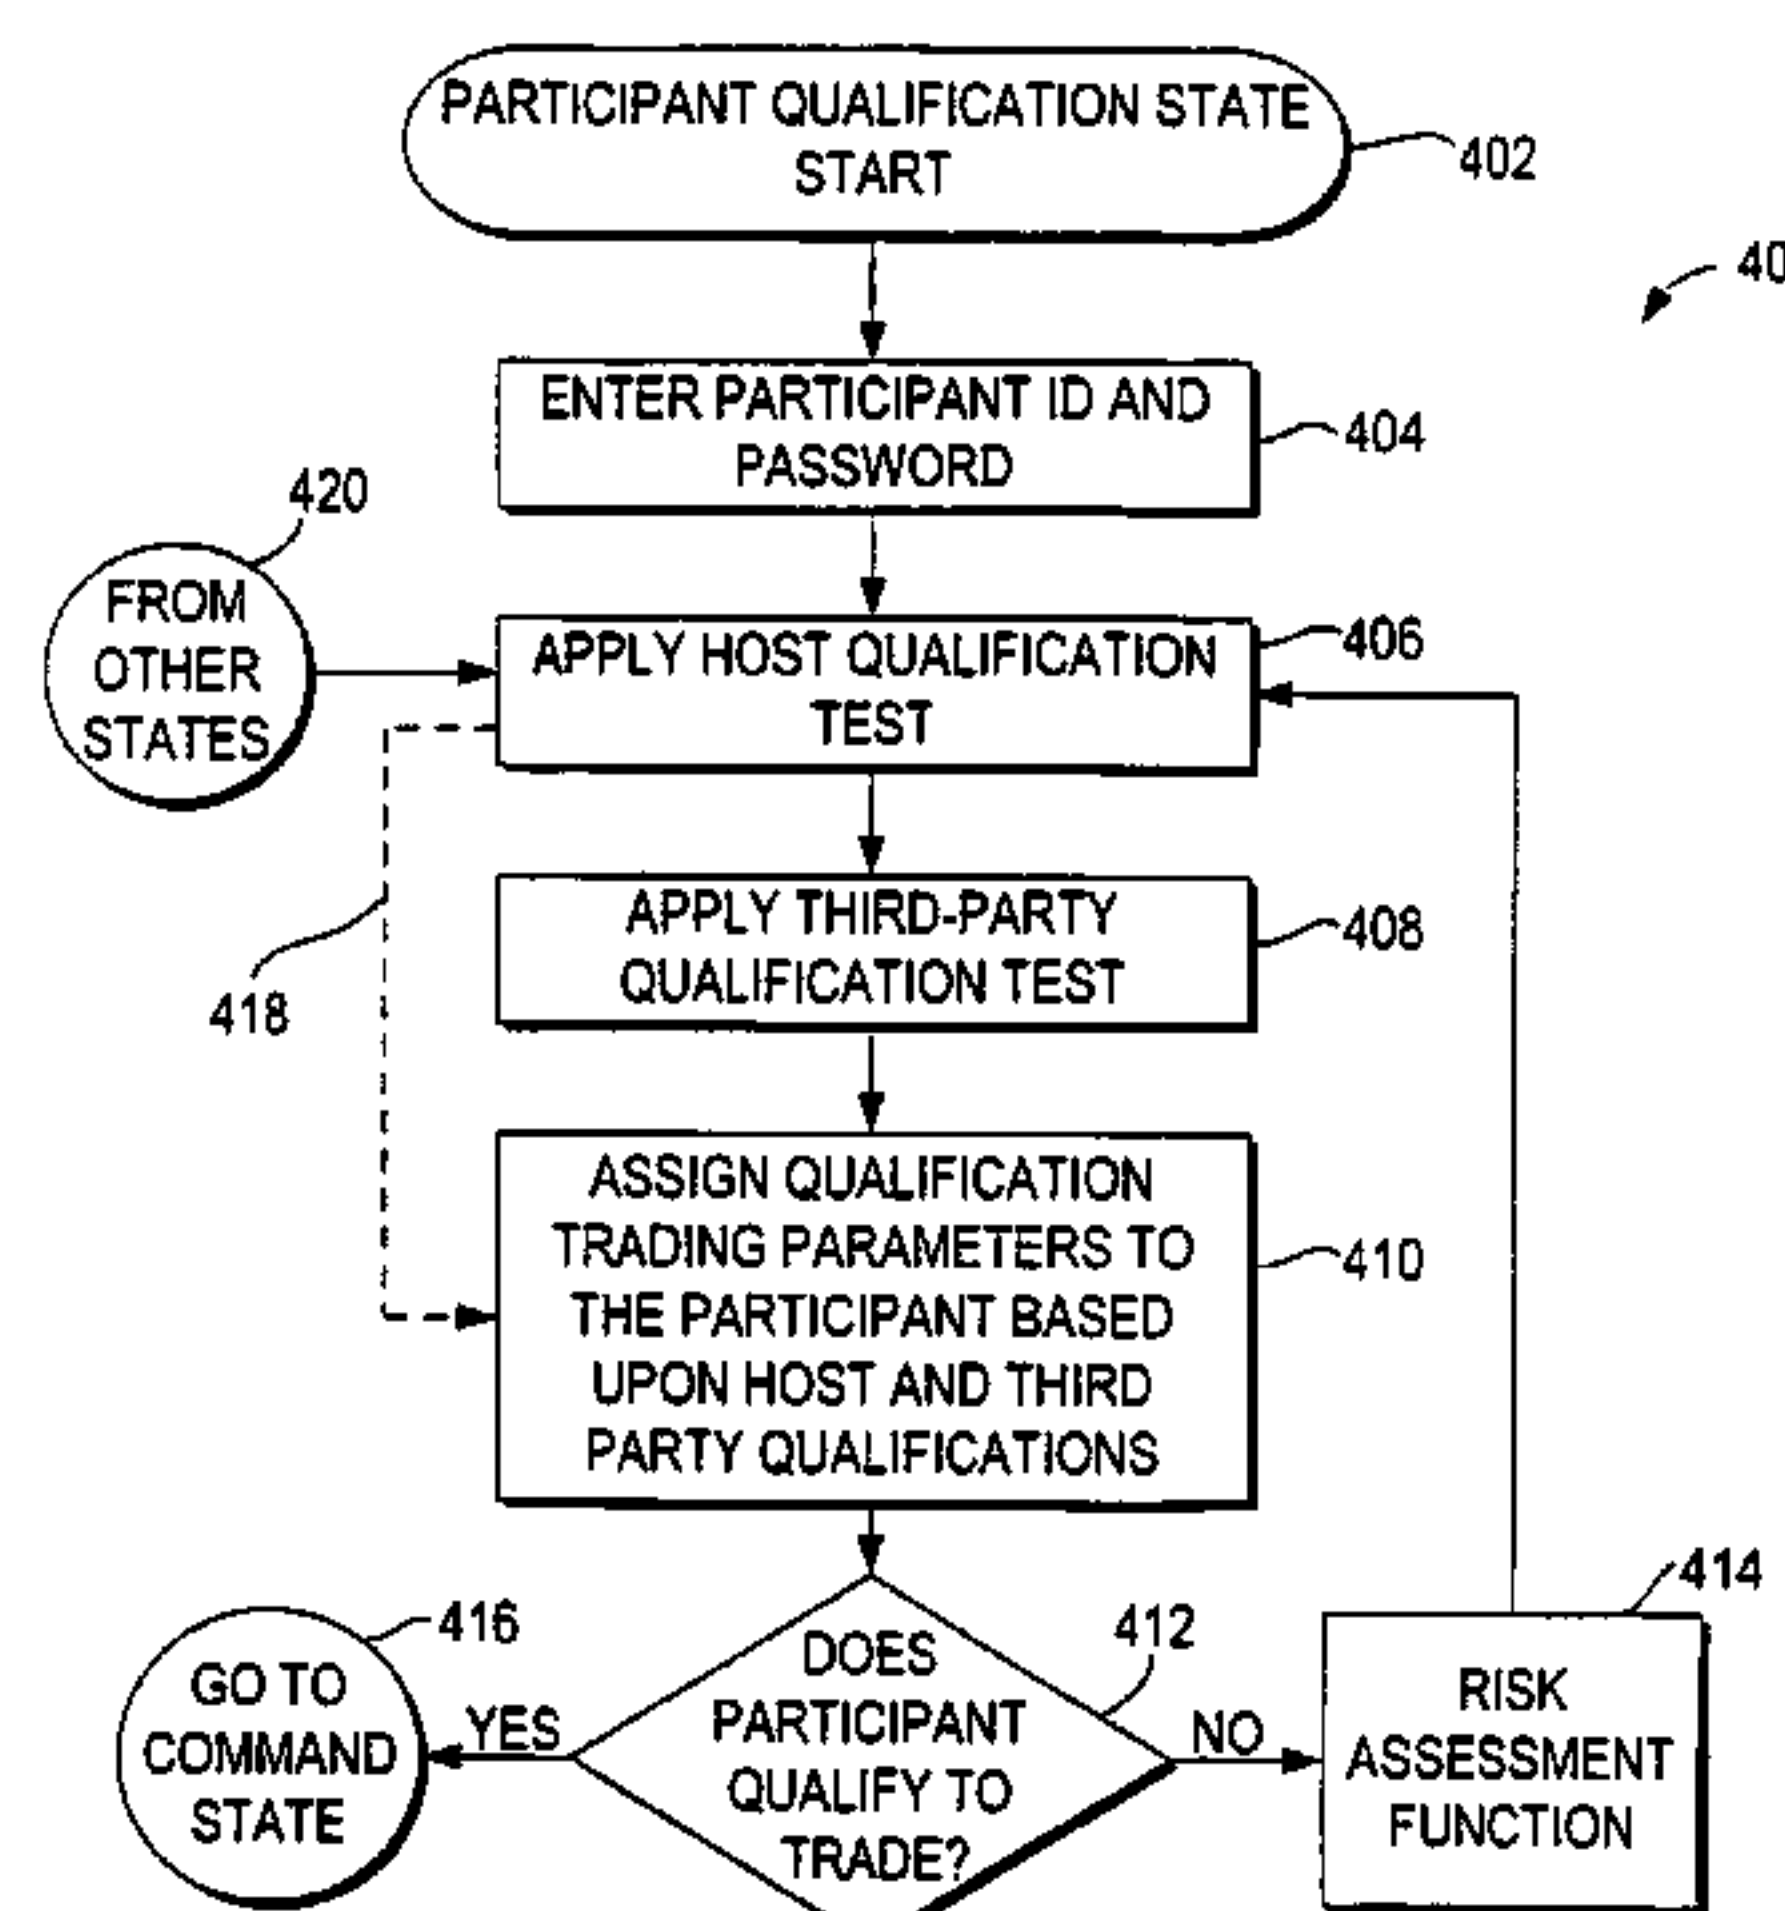 PARTICIPANT QUALIFICATION STATE
START
402
40
ENTER PARTICIPANT ID AND
PASSWORD
404
420
FROM
OTHER
STATES
APPLY HOST QUALIFICATION
TEST
406
APPLY THIRD-PARTY
QUALIFICATION TEST
408
418
ASSIGN QUALIFICATION
TRADING PARAMETERS TO
THE PARTICIPANT BASED
UPON HOST AND THIRD
PARTY QUALIFICATIONS
410
416
GO TO
COMMAND
STATE
YES
DOES
PARTICIPANT
QUALIFY TO
TRADE?
412
NO
414
RISK
ASSESSMENT
FUNCTION